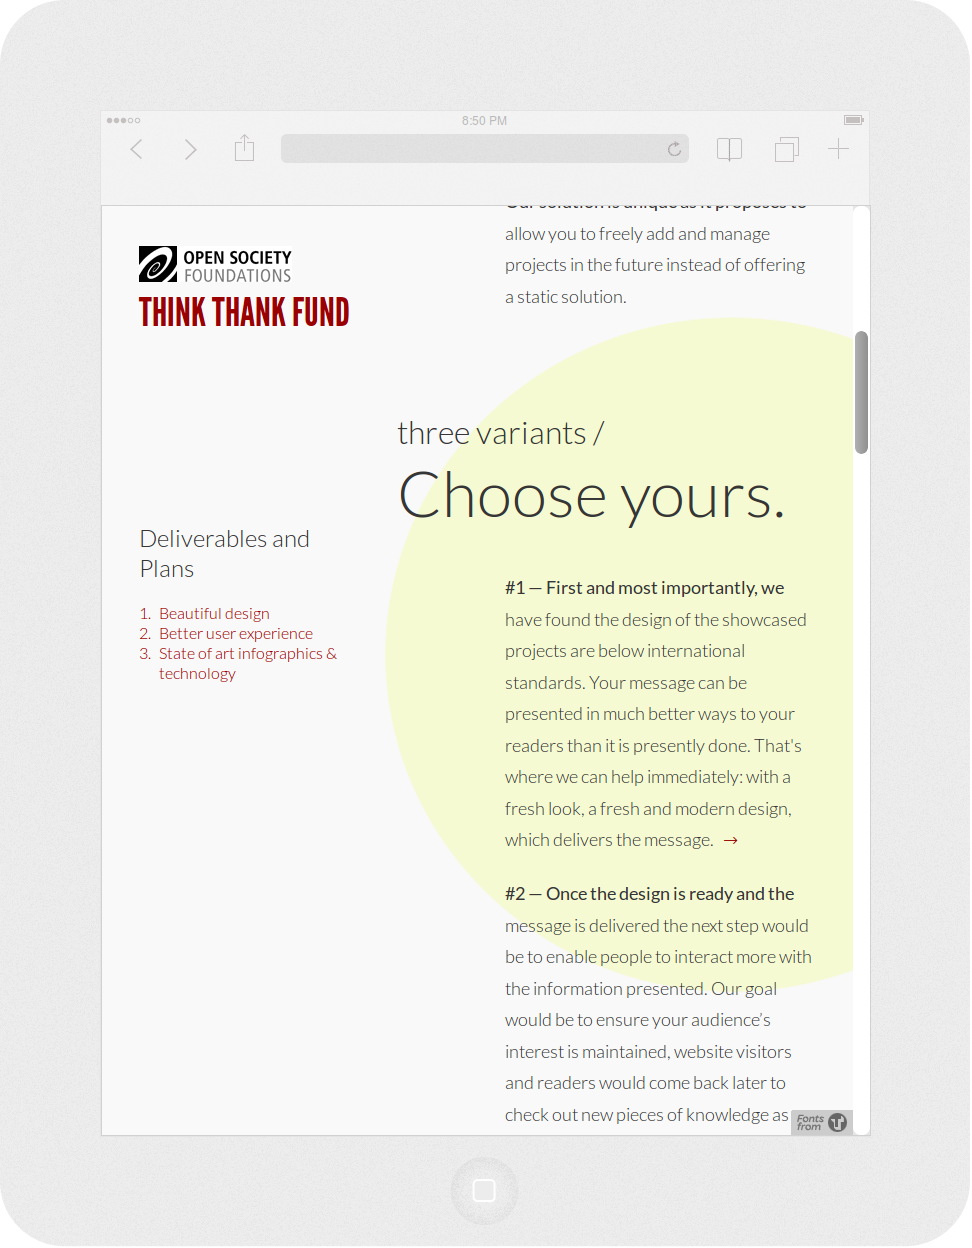 8:50 PM
OPEN SOCIETY
FOUNDATIONS
THINK THANK FUND
Deliverables and
Plans
1. Beautiful design
2. Better user experience
3. State of art infographics &
technology
Our solution is unique as it proposes to
allow you to freely add and manage
projects in the future instead of offering
a static solution.
three variants /
Choose yours.
#1 — First and most importantly, we
have found the design of the showcased
projects are below international
standards. Your message can be
presented in much better ways to your
readers than it is presently done. That's
where we can help immediately: with a
fresh look, a fresh and modern design,
which delivers the message. →
#2 — Once the design is ready and the
message is delivered the next step would
be to enable people to interact more with
the information presented. Our goal
would be to ensure your audience’s
interest is maintained, website visitors
and readers would come back later to
check out new pieces of knowledge as
Fonts
from